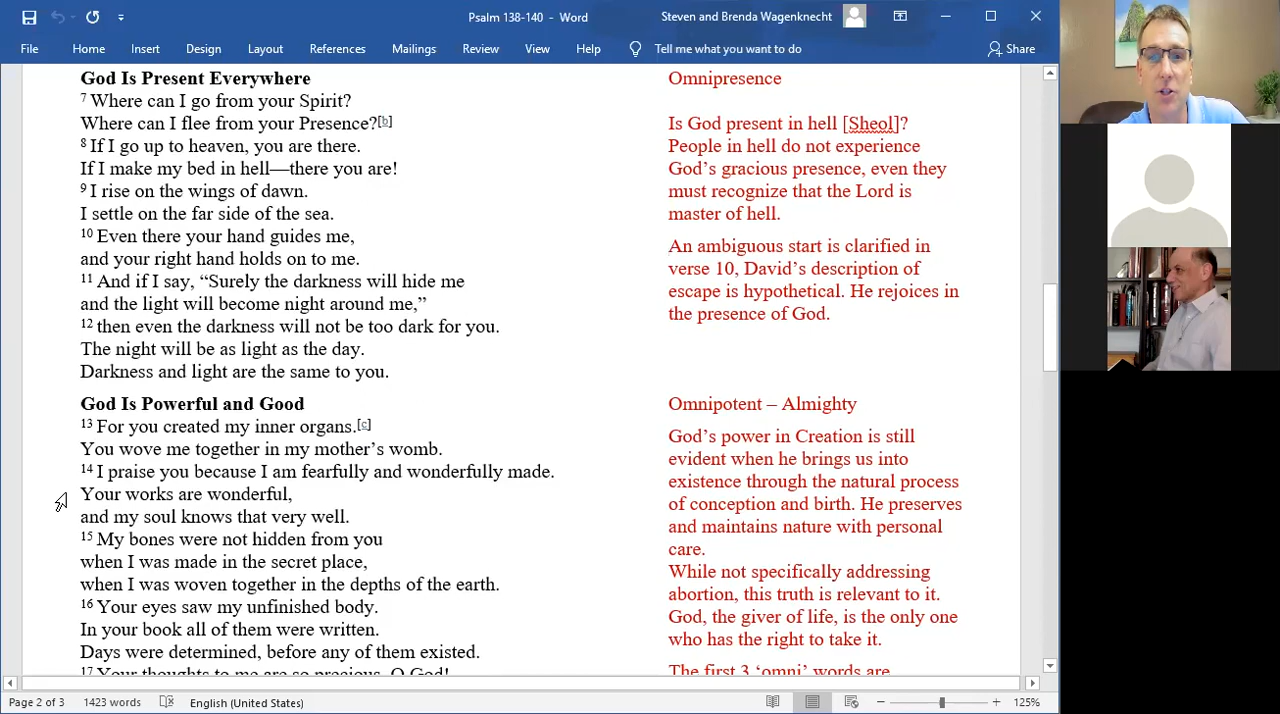 Psalm 138-140 - Word
Steven and Brenda Wagenknecht
File Home Insert Design Layout References Mailings Review View Help Tell me what you want to do Share
God Is Present Everywhere
7 Where can I go from your Spirit?
Where can I flee from your Presence?[b]
8 If I go up to heaven, you are there.
If I make my bed in hell—there you are!
9 I rise on the wings of dawn.
I settle on the far side of the sea.
10 Even there your hand guides me,
and your right hand holds on to me.
11 And if I say, “Surely the darkness will hide me
and the light will become night around me,”
12 then even the darkness will not be too dark for you.
The night will be as light as the day.
Darkness and light are the same to you.
Omnipresence
Is God present in hell [Sheol]?
People in hell do not experience
God’s gracious presence, even they
must recognize that the Lord is
master of hell.
An ambiguous start is clarified in
verse 10, David’s description of
escape is hypothetical. He rejoices in
the presence of God.
God Is Powerful and Good
13 For you created my inner organs.[c]
You wove me together in my mother’s womb.
14 I praise you because I am fearfully and wonderfully made.
Your works are wonderful,
and my soul knows that very well.
15 My bones were not hidden from you
when I was made in the secret place,
when I was woven together in the depths of the earth.
16 Your eyes saw my unfinished body.
In your book all of them were written.
Days were determined, before any of them existed.
17 Your thoughts to me are so precious, O God!
Omnipotent – Almighty
God’s power in Creation is still
evident when he brings us into
existence through the natural process
of conception and birth. He preserves
and maintains nature with personal
care.
While not specifically addressing
abortion, this truth is relevant to it.
God, the giver of life, is the only one
who has the right to take it.
The first 3 ‘omni’ words are
Page 2 of 3 1423 words English (United States) 125%